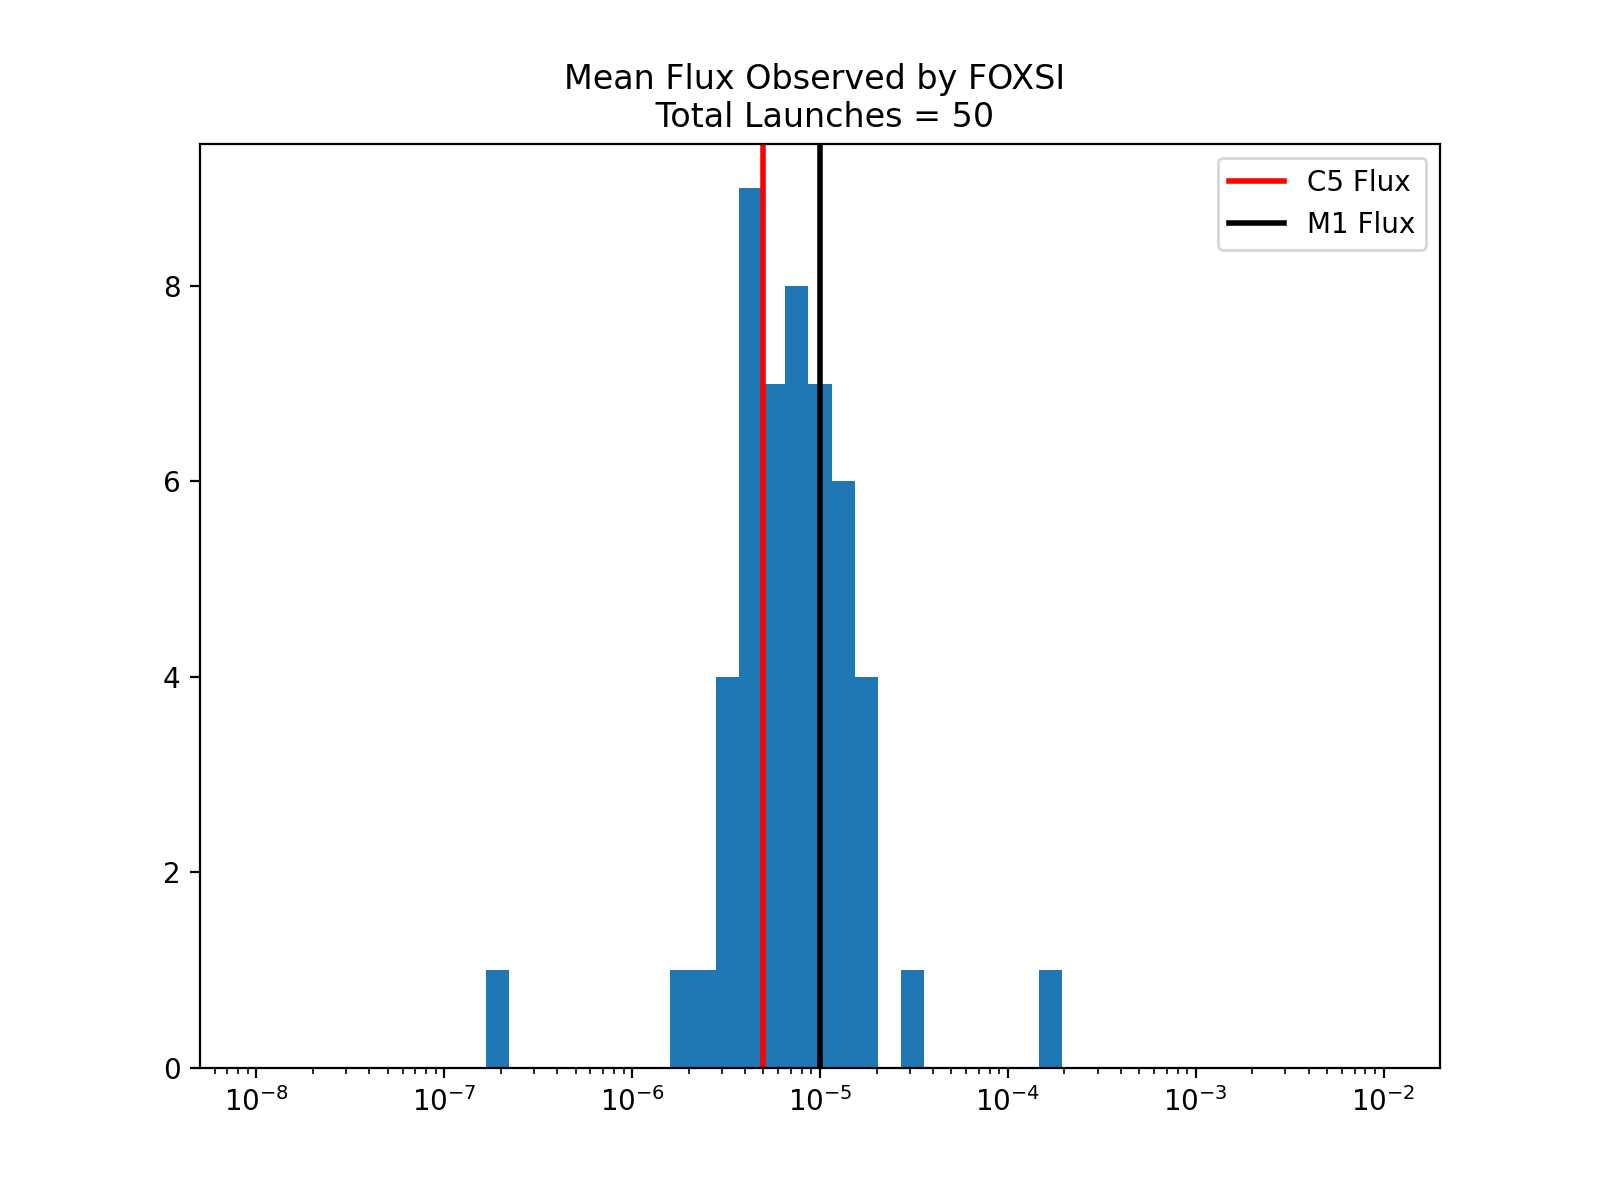 Mean Flux Observed by FOXSI
Total Launches = 50
C5 Flux
M1 Flux
8
6
4
2
0
10⁻⁸ 10⁻⁷ 10⁻⁶ 10⁻⁵ 10⁻⁴ 10⁻³ 10⁻²